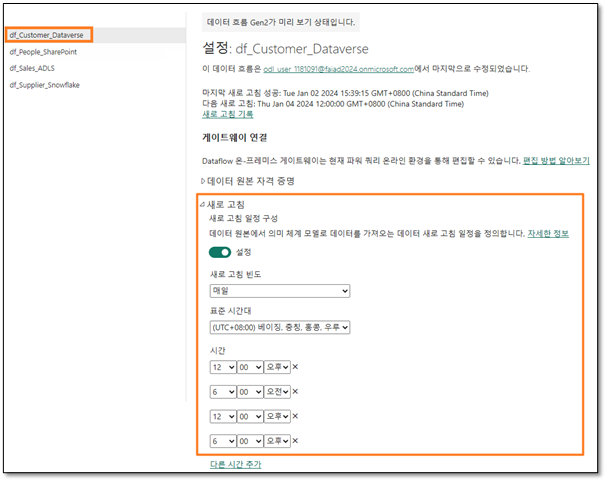 데이터 흐름 Gen2가 미리 보기 상태입니다.
df_Customer_Dataverse
df_People_SharePoint
df_Sales_ADLS
df_Supplier_Snowflake
설정: df_Customer_Dataverse
이 데이터 흐름은 odl_user_1181091@faiad2024.onmicrosoft.com에서 마지막으로 수정되었습니다.
마지막 새로 고침 성공: Tue Jan 02 2024 15:39:15 GMT+0800 (China Standard Time)
다음 새로 고침: Thu Jan 04 2024 12:00:00 GMT+0800 (China Standard Time)
새로 고침 기록
게이트웨이 연결
Dataflow 온-프레미스 게이트웨이는 현재 파워 쿼리 온라인 환경을 통해 편집할 수 있습니다. 편집 방법 알아보기
데이터 원본 자격 증명
새로 고침
새로 고침 일정 구성
데이터 원본에서 의미 체계 모델로 데이터를 가져오는 데이터 새로 고침 일정을 정의합니다. 자세한 정보
설정
새로 고침 빈도
매일
표준 시간대
(UTC+08:00) 베이징, 충칭, 홍콩, 우루
시간
12 00 오후 ×
6 00 오전 ×
12 00 오후 ×
6 00 오후 ×
다른 시간 추가